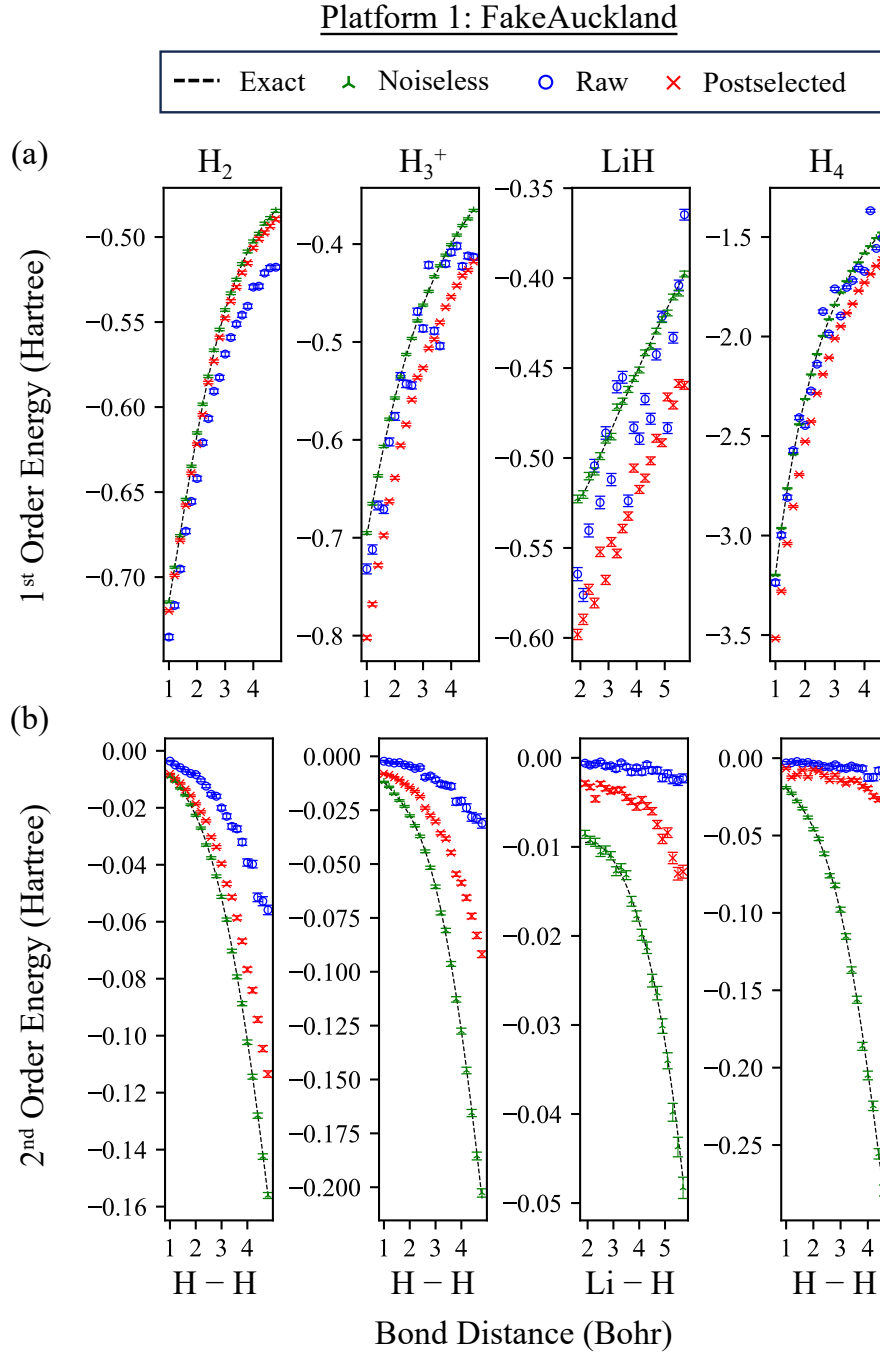 Platform 1: FakeAuckland
Exact Noiseless Raw Postselected
(a)
H₂ H₃⁺ LiH H₄
1st Order Energy (Hartree)
−0.50
−0.55
−0.60
−0.65
−0.70
1 2 3 4
−0.4
−0.5
−0.6
−0.7
−0.8
1 2 3 4
−0.35
−0.40
−0.45
−0.50
−0.55
−0.60
2 3 4 5
−1.5
−2.0
−2.5
−3.0
−3.5
1 2 3 4
(b)
2nd Order Energy (Hartree)
0.00
−0.02
−0.04
−0.06
−0.08
−0.10
−0.12
−0.14
−0.16
1 2 3 4
H − H
0.000
−0.025
−0.050
−0.075
−0.100
−0.125
−0.150
−0.175
−0.200
1 2 3 4
H − H
0.00
−0.01
−0.02
−0.03
−0.04
−0.05
2 3 4 5
Li − H
0.00
−0.05
−0.10
−0.15
−0.20
−0.25
1 2 3 4
H − H
Bond Distance (Bohr)